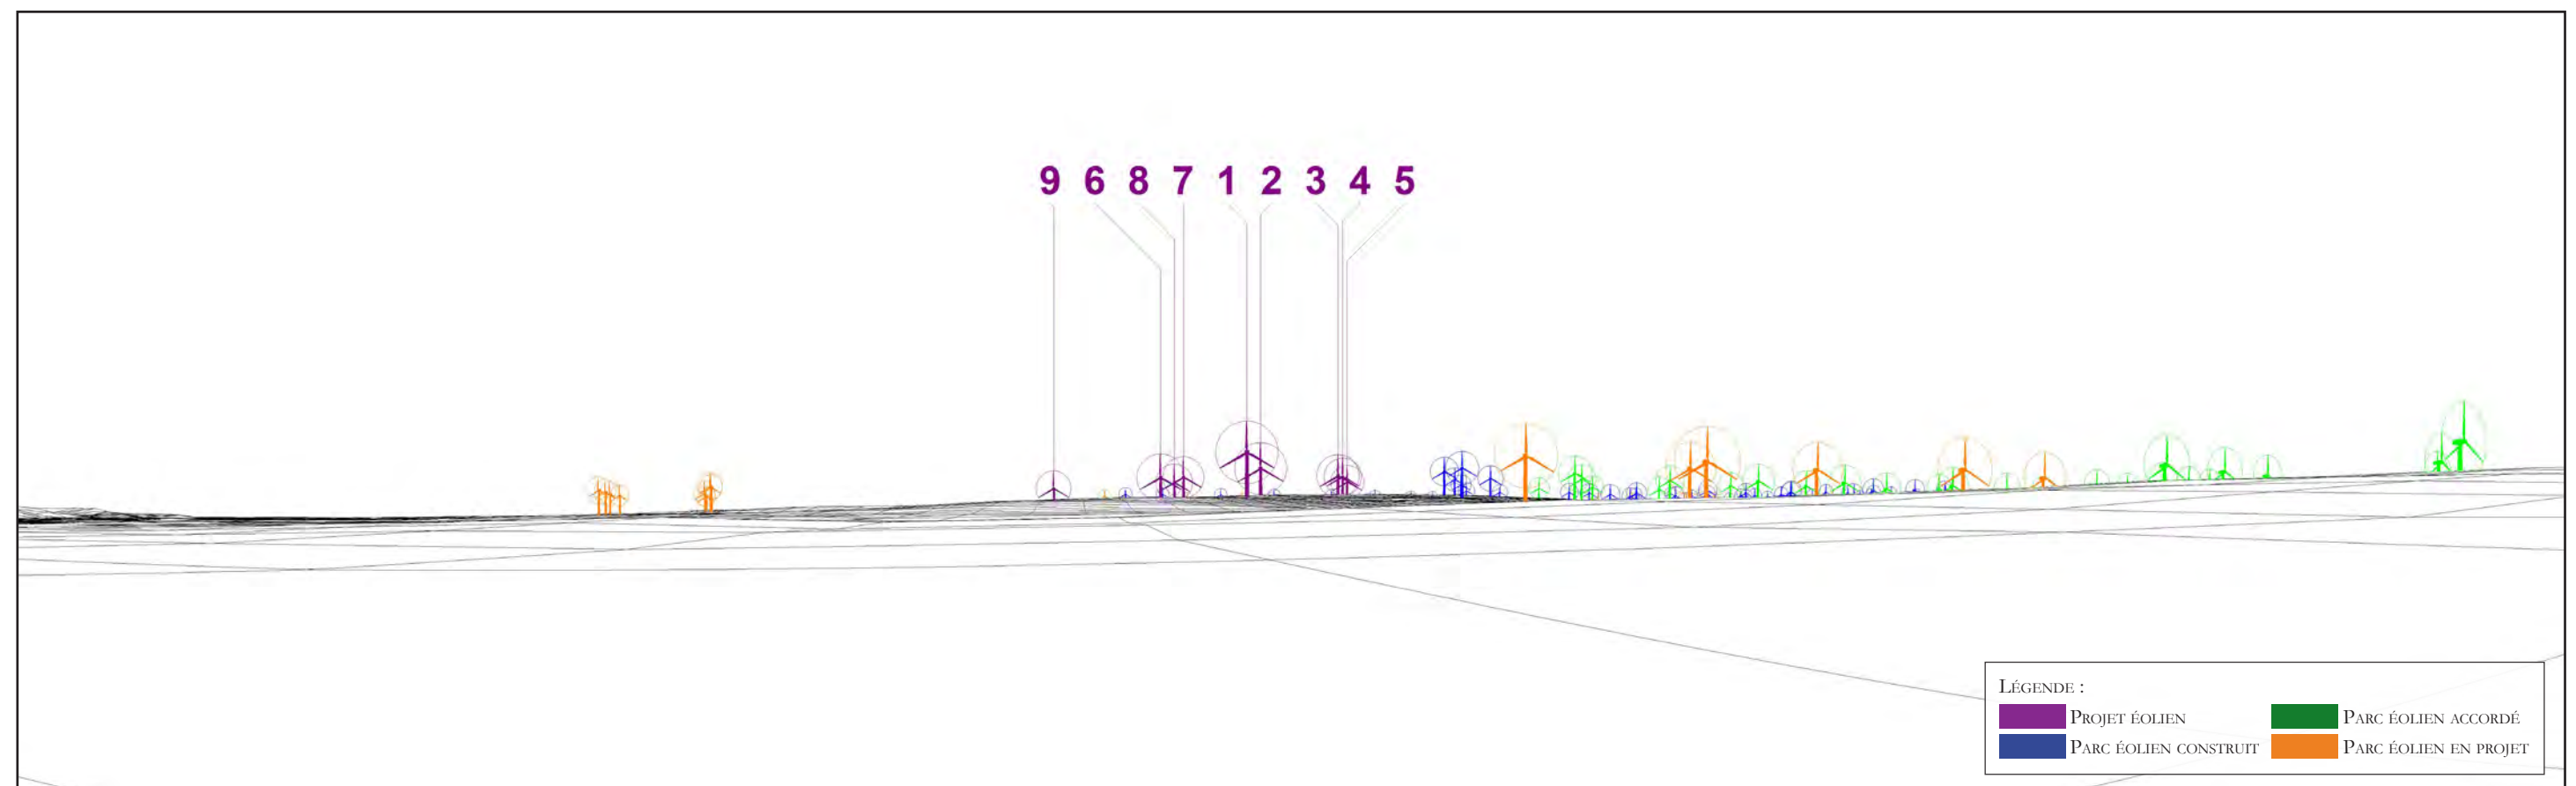 9 6 8 7 1 2 3 4 5
Légende :
Projet éolien Parc éolien accordé
Parc éolien construit Parc éolien en projet